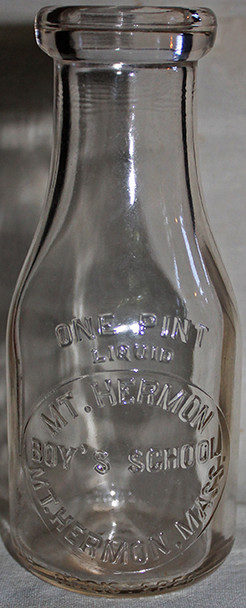 ONE PINT
LIQUID
MT. HERMON
BOY'S SCHOOL
MT. HERMON, MASS.